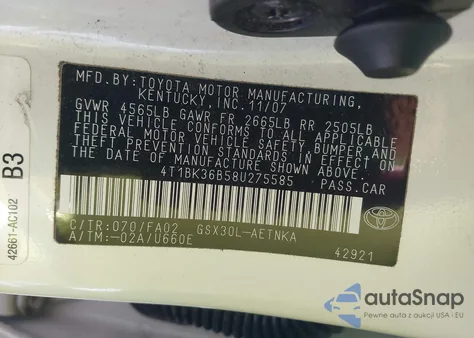 MFD. BY: TOYOTA MOTOR MANUFACTURING,
KENTUCKY, INC. 11/07
GVWR 4565LB GAWR FR 2665LB RR 2505LB
THIS VEHICLE CONFORMS TO ALL APPLICABLE
FEDERAL MOTOR VEHICLE SAFETY, BUMPER, AND
THEFT PREVENTION STANDARDS IN EFFECT ON
THE DATE OF MANUFACTURE SHOWN ABOVE.
4T1BK36B58U275585 PASS.CAR
C/TR:070/FA02 GSX30L-AETNKA
A/TM:-02A/U660E 42921
TOYOTA
42661-AC102
B3
autoSnap
Pewne auta z aukcji USA i EU